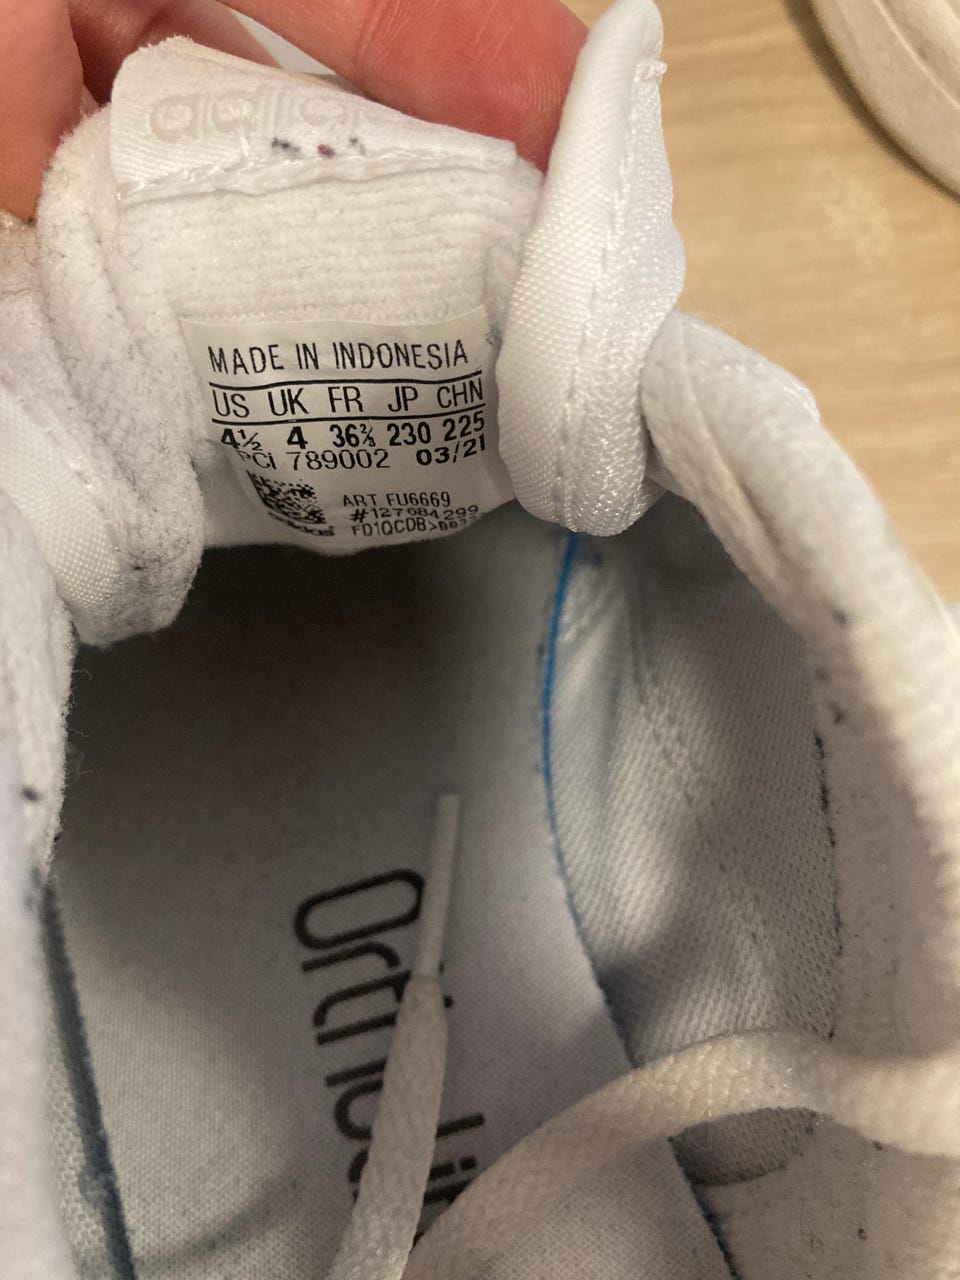 adidas
MADE IN INDONESIA
US UK FR JP CHN
4½ 4 36⅔ 230 225
PCI 789002 03/21
ART FU6669
#127684299
adidas